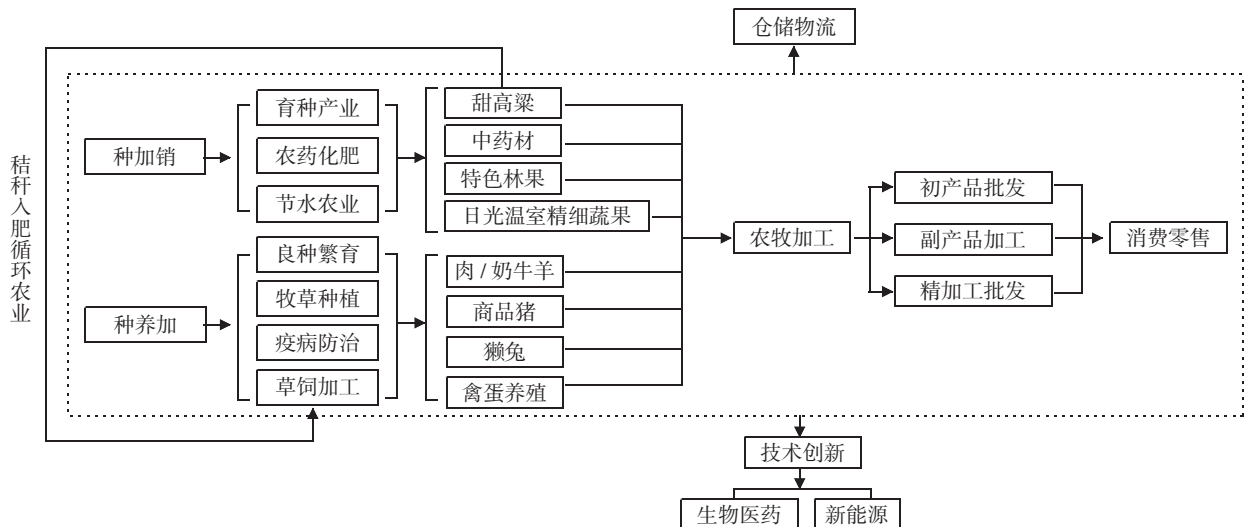 仓储物流
秸秆入肥循环农业
种加销
育种产业
农药化肥
节水农业
甜高粱
中药材
特色林果
日光温室精细蔬果
种养加
良种繁育
牧草种植
疫病防治
草饲加工
肉 / 奶牛羊
商品猪
獭兔
禽蛋养殖
农牧加工
初产品批发
副产品加工
精加工批发
消费零售
技术创新
生物医药
新能源